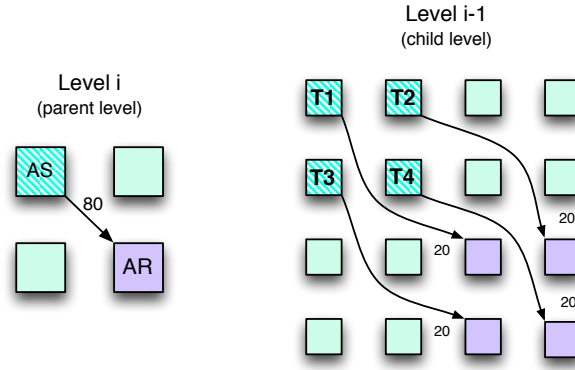 Level i-1
(child level)
Level i
(parent level)
T1 T2
AS
T3 T4
80
20
20
AR
20
20